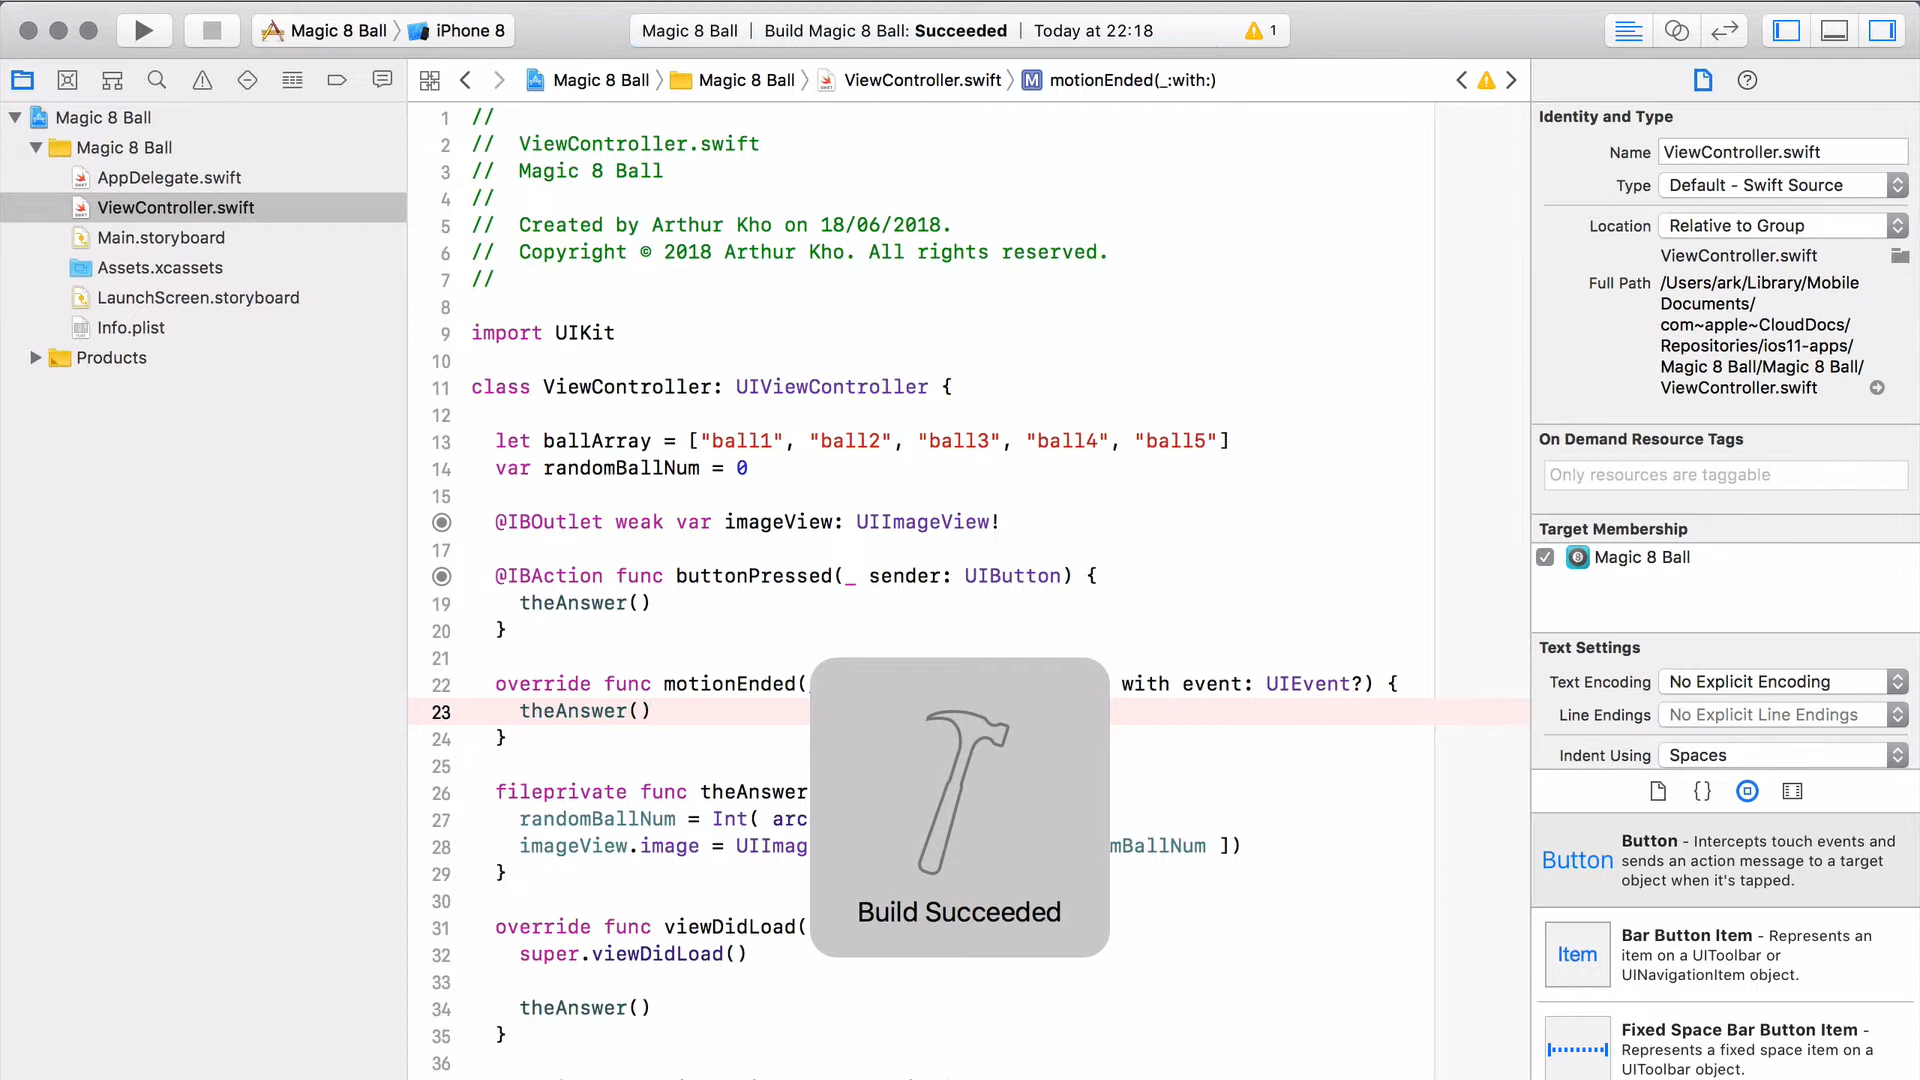 Magic 8 Ball
iPhone 8
Magic 8 Ball | Build Magic 8 Ball: Succeeded | Today at 22:18
1
Magic 8 Ball
Magic 8 Ball
ViewController.swift
M motionEnded(_:with:)
Magic 8 Ball
Magic 8 Ball
AppDelegate.swift
ViewController.swift
Main.storyboard
Assets.xcassets
LaunchScreen.storyboard
Info.plist
Products
1 //
2 // ViewController.swift
3 // Magic 8 Ball
4 //
5 // Created by Arthur Kho on 18/06/2018.
6 // Copyright © 2018 Arthur Kho. All rights reserved.
7 //
8
9 import UIKit
10
11 class ViewController: UIViewController {
12
13 let ballArray = ["ball1", "ball2", "ball3", "ball4", "ball5"]
14 var randomBallNum = 0
15
@IBOutlet weak var imageView: UIImageView!
17
@IBAction func buttonPressed(_ sender: UIButton) {
19 theAnswer()
20 }
21
22 override func motionEnded( with event: UIEvent?) {
23 theAnswer()
24 }
25
26 fileprivate func theAnswer
27 randomBallNum = Int( arc
28 imageView.image = UIImag mBallNum ])
29 }
30
31 override func viewDidLoad(
32 super.viewDidLoad()
33
34 theAnswer()
35 }
36
Build Succeeded
Identity and Type
Name ViewController.swift
Type Default - Swift Source
Location Relative to Group
ViewController.swift
Full Path /Users/ark/Library/Mobile
Documents/
com~apple~CloudDocs/
Repositories/ios11-apps/
Magic 8 Ball/Magic 8 Ball/
ViewController.swift
On Demand Resource Tags
Only resources are taggable
Target Membership
Magic 8 Ball
Text Settings
Text Encoding No Explicit Encoding
Line Endings No Explicit Line Endings
Indent Using Spaces
{}
Button
Button - Intercepts touch events and
sends an action message to a target
object when it's tapped.
Item
Bar Button Item - Represents an
item on a UIToolbar or
UINavigationItem object.
Fixed Space Bar Button Item -
Represents a fixed space item on a
UIToolbar object.